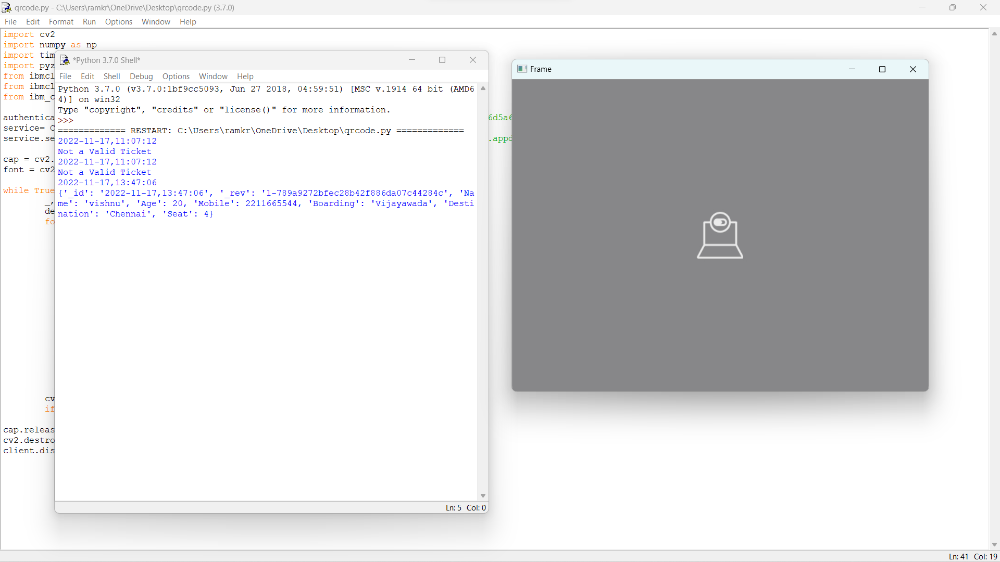 qrcode.py - C:\Users\ramkr\OneDrive\Desktop\qrcode.py (3.7.0)
File Edit Format Run Options Window Help
import cv2
import numpy as np
import tim
import pyz
from ibmcl
from ibmcl
from ibm_c
authentica
6d5a6
service= C
service.se
.appd
cap = cv2.
font = cv2
while True
_,
de
fo
cv
if
cap.releas
cv2.destro
client.dis
Ln: 41 Col: 19
*Python 3.7.0 Shell*
File Edit Shell Debug Options Window Help
Python 3.7.0 (v3.7.0:1bf9cc5093, Jun 27 2018, 04:59:51) [MSC v.1914 64 bit (AMD6
4)] on win32
Type "copyright", "credits" or "license()" for more information.
>>>
============= RESTART: C:\Users\ramkr\OneDrive\Desktop\qrcode.py =============
2022-11-17,11:07:12
Not a Valid Ticket
2022-11-17,11:07:12
Not a Valid Ticket
2022-11-17,13:47:06
{'_id': '2022-11-17,13:47:06', '_rev': '1-789a9272bfec28b42f886da07c44284c', 'Na
me': 'vishnu', 'Age': 20, 'Mobile': 2211665544, 'Boarding': 'Vijayawada', 'Desti
nation': 'Chennai', 'Seat': 4}
Ln: 5 Col: 0
Frame